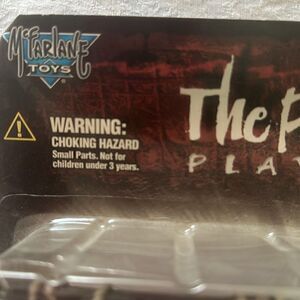 McFARLANE
TOYS
The
PLA
WARNING:
CHOKING HAZARD
Small Parts. Not for
children under 3 years.